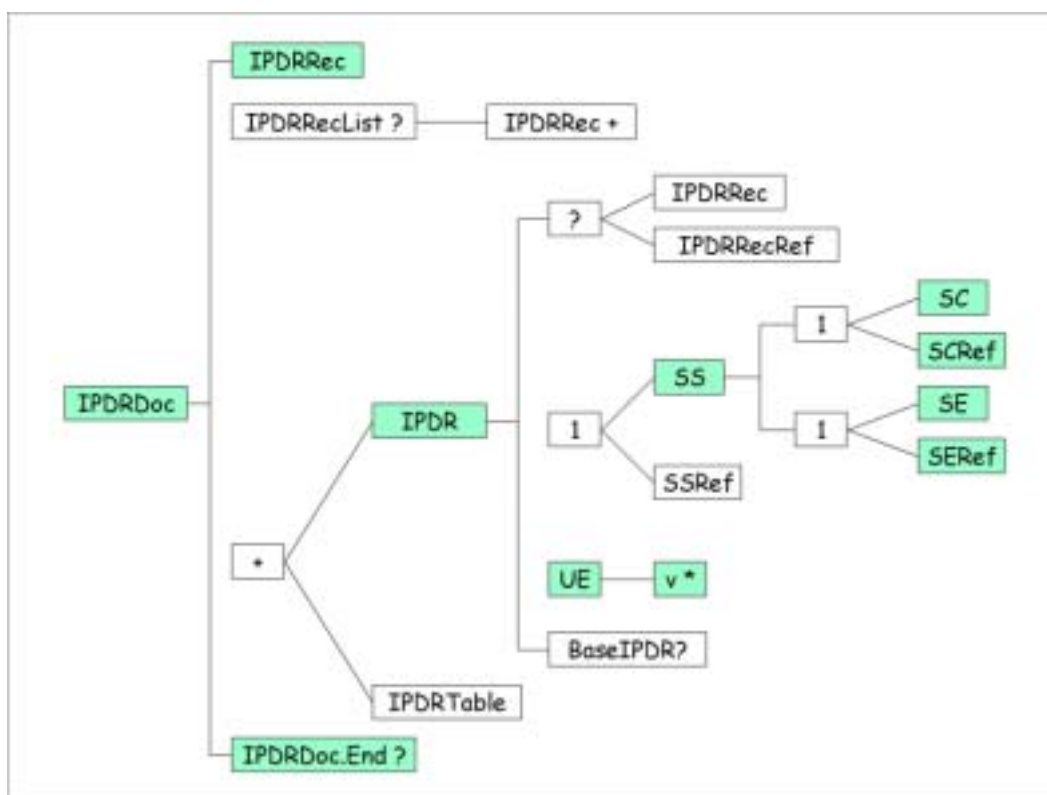 IPDRRec
IPDRRecList ?
IPDRRec +
IPDRRec
?
IPDRRecRef
SC
1
SCRef
SS
IPDRDoc
IPDR
SE
1
1
SERef
SSRef
+
UE
v *
BaseIPDR?
IPDRTable
IPDRDoc.End ?